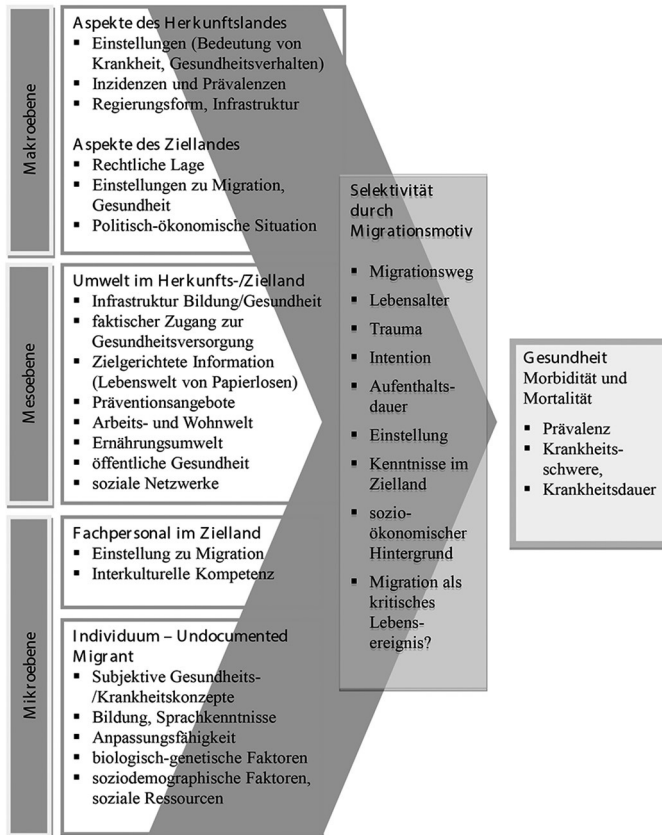 Makroebene
Aspekte des Herkunftslandes
▪ Einstellungen (Bedeutung von
Krankheit, Gesundheitsverhalten)
▪ Inzidenzen und Prävalenzen
▪ Regierungsform, Infrastruktur
Aspekte des Ziellandes
▪ Rechtliche Lage
▪ Einstellungen zu Migration,
Gesundheit
▪ Politisch-ökonomische Situation
Mesoebene
Umwelt im Herkunfts-/Zielland
▪ Infrastruktur Bildung/Gesundheit
▪ faktischer Zugang zur
Gesundheitsversorgung
▪ Zielgerichtete Information
(Lebenswelt von Papierlosen)
▪ Präventionsangebote
▪ Arbeits- und Wohnwelt
▪ Ernährungsumwelt
▪ öffentliche Gesundheit
▪ soziale Netzwerke
Mikroebene
Fachpersonal im Zielland
▪ Einstellung zu Migration
▪ Interkulturelle Kompetenz
Individuum – Undocumented
Migrant
▪ Subjektive Gesundheits-
/Krankheitskonzepte
▪ Bildung, Sprachkenntnisse
▪ Anpassungsfähigkeit
▪ biologisch-genetische Faktoren
▪ soziodemographische Faktoren,
soziale Ressourcen
Selektivität
durch
Migrationsmotiv
▪ Migrationsweg
▪ Lebensalter
▪ Trauma
▪ Intention
▪ Aufenthalts-
dauer
▪ Einstellung
▪ Kenntnisse im
Zielland
▪ sozio-
ökonomischer
Hintergrund
▪ Migration als
kritisches
Lebens-
ereignis?
Gesundheit
Morbidität und
Mortalität
▪ Prävalenz
▪ Krankheits-
schwere,
▪ Krankheitsdauer